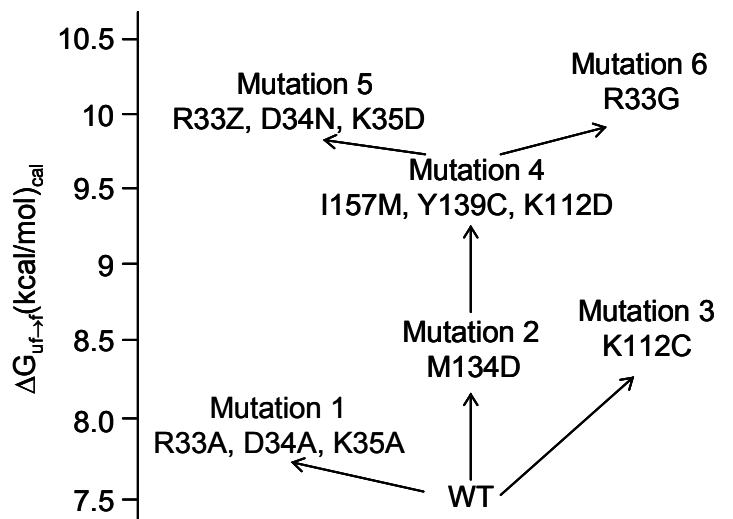 ΔGuf→f(kcal/mol)cal
10.5
10
9.5
9
8.5
8.0
7.5
Mutation 5
R33Z, D34N, K35D
Mutation 6
R33G
Mutation 4
I157M, Y139C, K112D
Mutation 3
K112C
Mutation 2
M134D
Mutation 1
R33A, D34A, K35A
WT